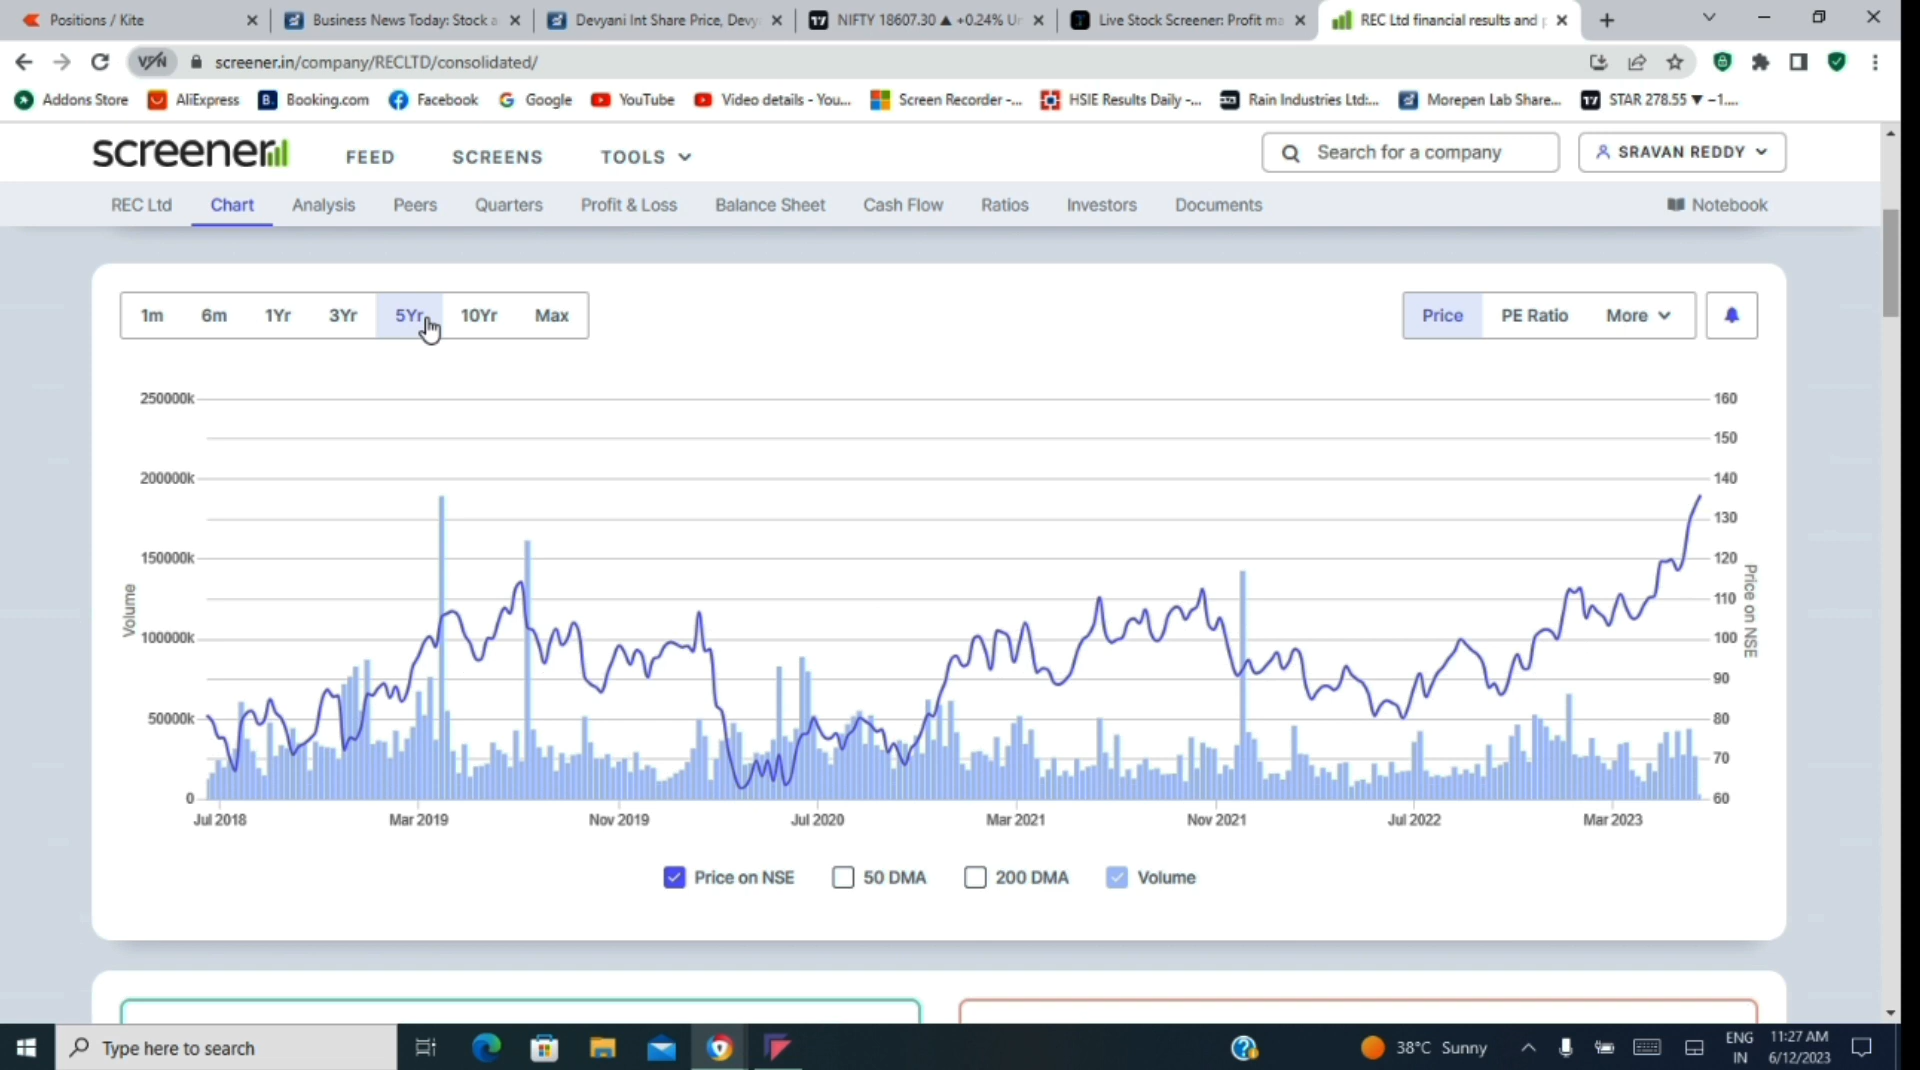 Positions / Kite
Business News Today: Stock a
Devyani Int Share Price, Devy
NIFTY 18607.30 ▲ +0.24% Un
Live Stock Screener: Profit ma
REC Ltd financial results and p
VPN
screener.in/company/RECLTD/consolidated/
Addons Store
AliExpress
Booking.com
Facebook
Google
YouTube
Video details - You...
Screen Recorder -...
HSIE Results Daily -...
Rain Industries Ltd:...
Morepen Lab Share...
STAR 278.55 ▼ −1....
screener
FEED
SCREENS
TOOLS
Search for a company
SRAVAN REDDY
REC Ltd
Chart
Analysis
Peers
Quarters
Profit & Loss
Balance Sheet
Cash Flow
Ratios
Investors
Documents
Notebook
1m
6m
1Yr
3Yr
5Yr
10Yr
Max
Price
PE Ratio
More
250000k
200000k
150000k
100000k
50000k
0
Volume
160
150
140
130
120
110
100
90
80
70
60
Price on NSE
Jul 2018
Mar 2019
Nov 2019
Jul 2020
Mar 2021
Nov 2021
Jul 2022
Mar 2023
Price on NSE
50 DMA
200 DMA
Volume
Type here to search
38°C Sunny
ENG
IN
11:27 AM
6/12/2023